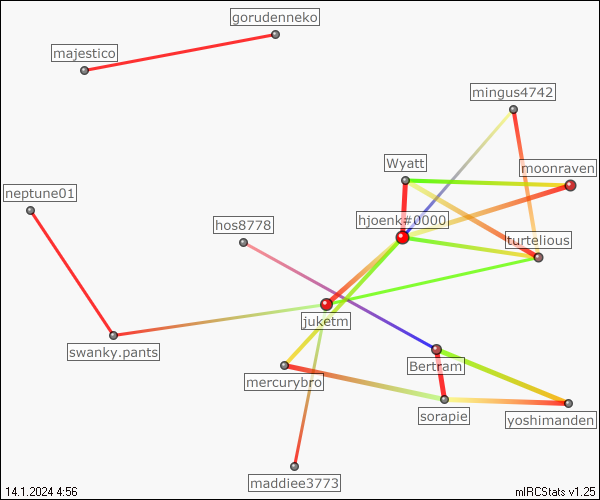 gorudenneko
majestico
mingus4742
Wyatt
moonraven
neptune01
hjoenk#0000
hos8778
turtelious
juketm
swanky.pants
Bertram
mercurybro
sorapie
yoshimanden
maddiee3773
14.1.2024 4:56
mIRCStats v1.25